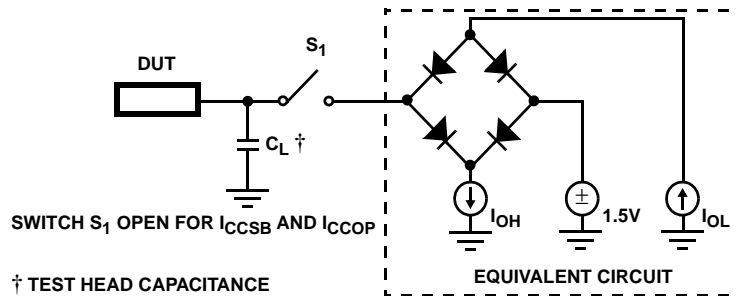 S1
DUT
CL †
IOH
±
1.5V
IOL
SWITCH S1 OPEN FOR ICCSB AND ICCOP
† TEST HEAD CAPACITANCE
EQUIVALENT CIRCUIT